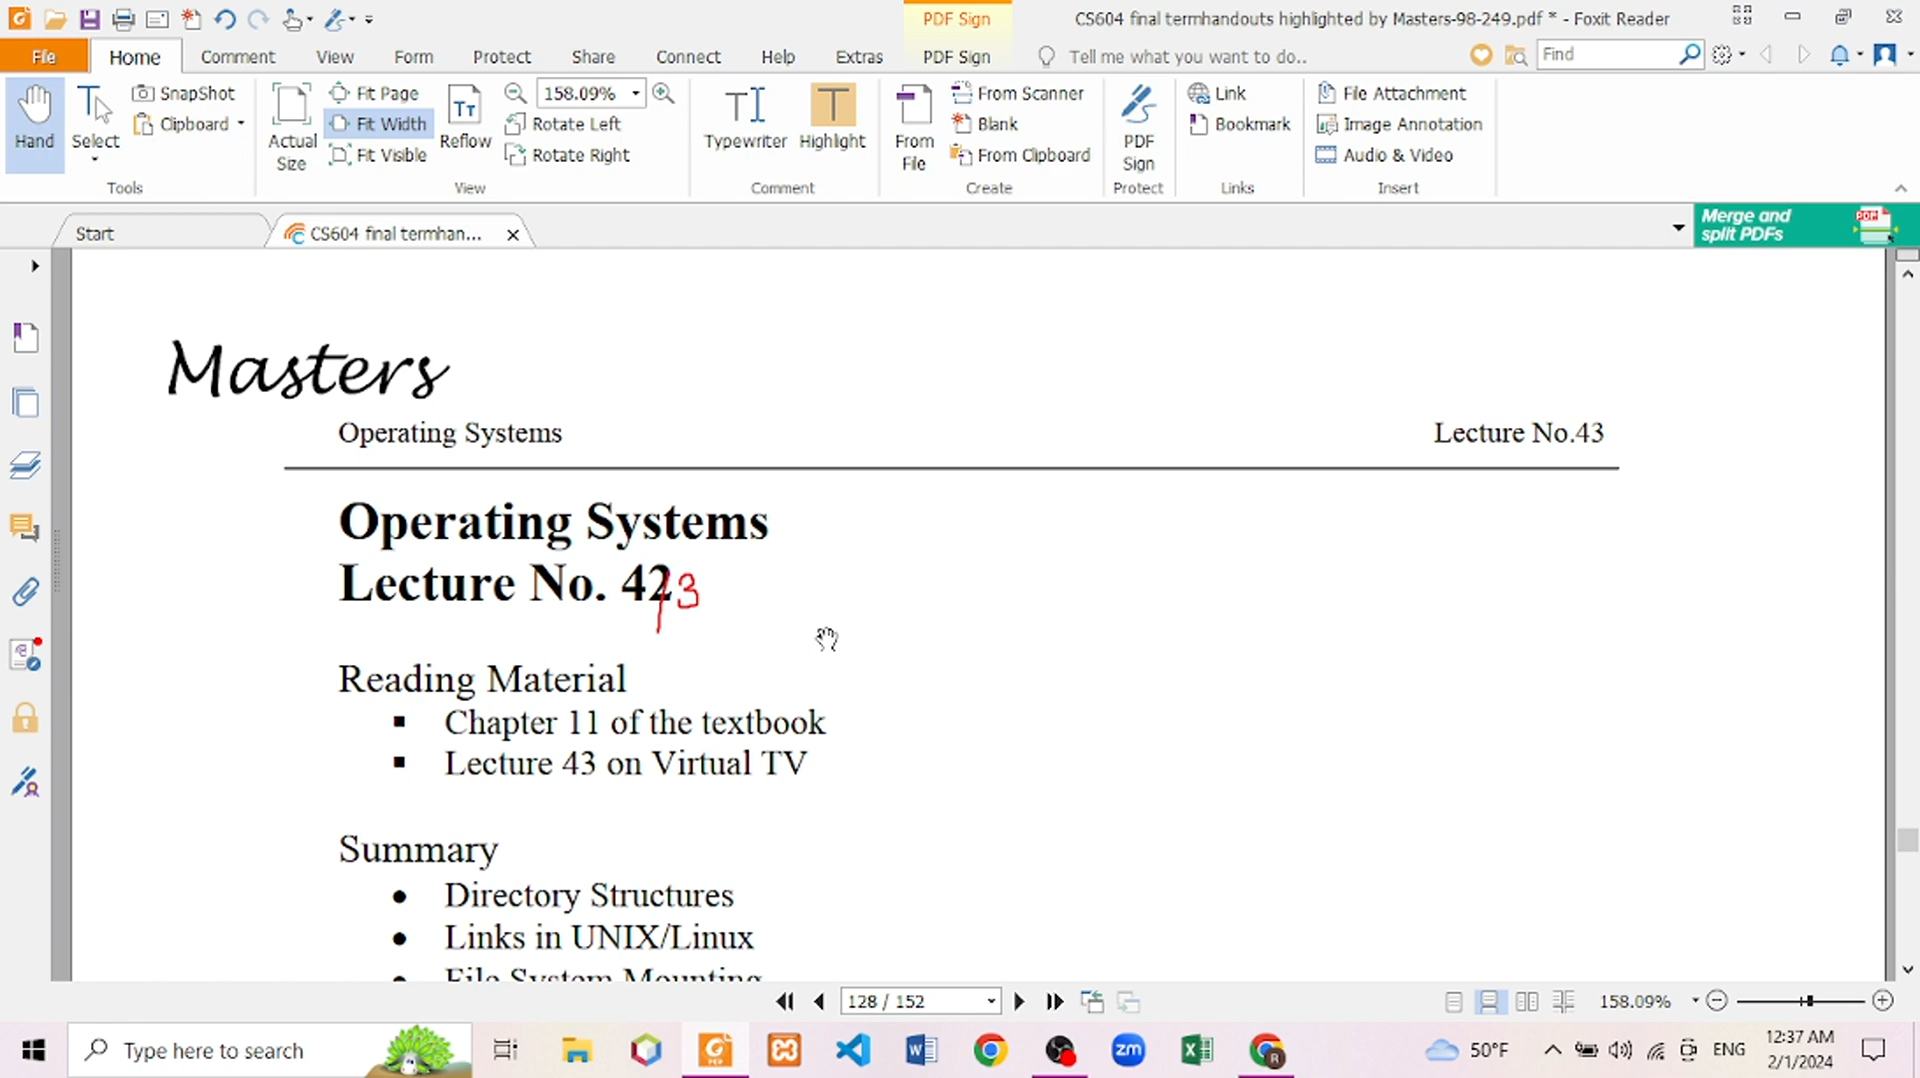 PDF Sign
CS604 final termhandouts highlighted by Masters-98-249.pdf * - Foxit Reader
File Home Comment View Form Protect Share Connect Help Extras PDF Sign Tell me what you want to do.. Find
Hand
Select
SnapShot
Clipboard
Tools
Actual Size
Fit Page
Fit Width
Fit Visible
Reflow
158.09%
Rotate Left
Rotate Right
View
Typewriter
Highlight
Comment
From File
From Scanner
Blank
From Clipboard
Create
PDF Sign
Protect
Link
Bookmark
Links
File Attachment
Image Annotation
Audio & Video
Insert
Start
CS604 final termhan...
Merge and
split PDFs
PDF
Masters
Operating Systems Lecture No.43
Operating Systems
Lecture No. 42 3
Reading Material
▪ Chapter 11 of the textbook
▪ Lecture 43 on Virtual TV
Summary
• Directory Structures
• Links in UNIX/Linux
• File System Mounting
128 / 152
158.09%
Type here to search
zm
50°F
ENG
12:37 AM
2/1/2024